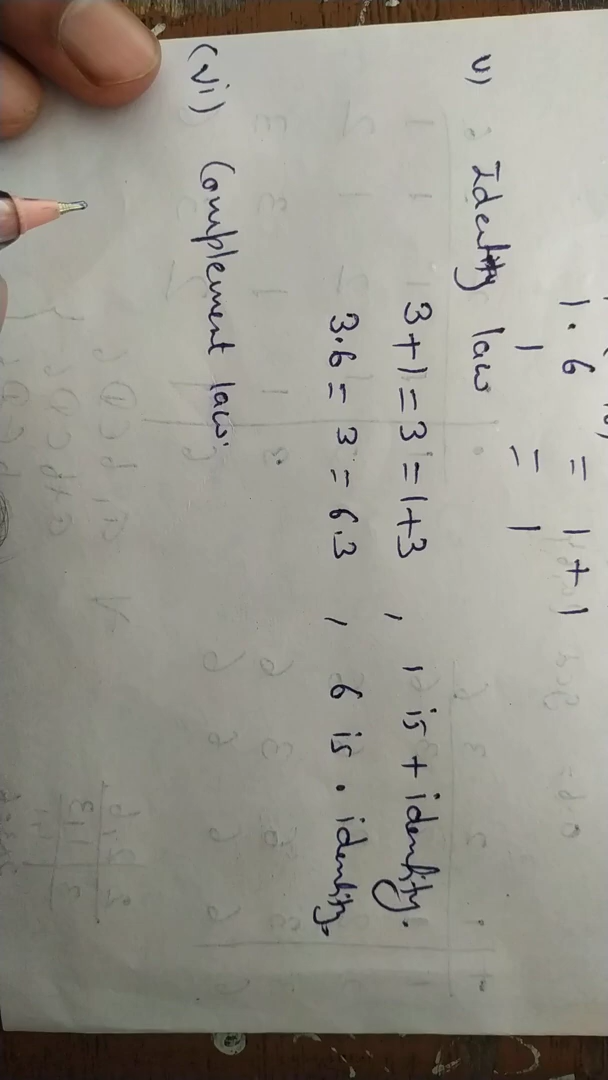 1.6 = 1+1
1 = 1
v) Identity law
3+1=3=1+3 , 1 is + identity.
3.6=3=6.3 , 6 is . identity.
(vi) Complement law.